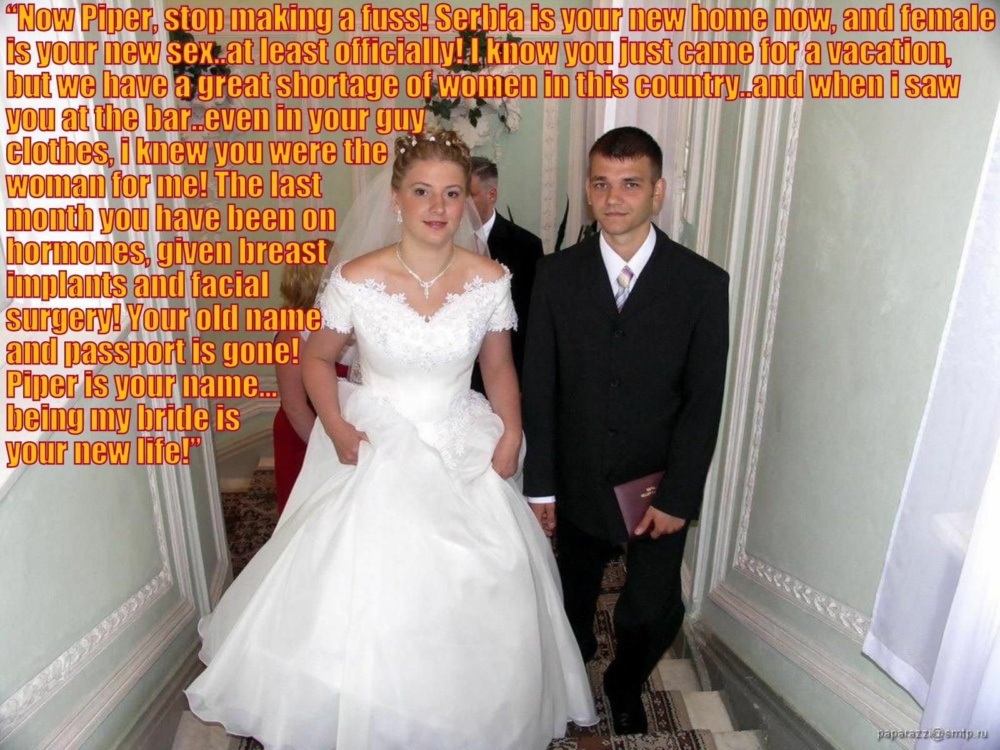 “Now Piper, stop making a fuss! Serbia is your new home now, and female
is your new sex..at least officially! I know you just came for a vacation,
but we have a great shortage of women in this country..and when i saw
you at the bar..even in your guy
clothes, i knew you were the
woman for me! The last
month you have been on
hormones, given breast
implants and facial
surgery! Your old name
and passport is gone!
Piper is your name...
being my bride is
your new life!”
paparazzi@smtp.ru